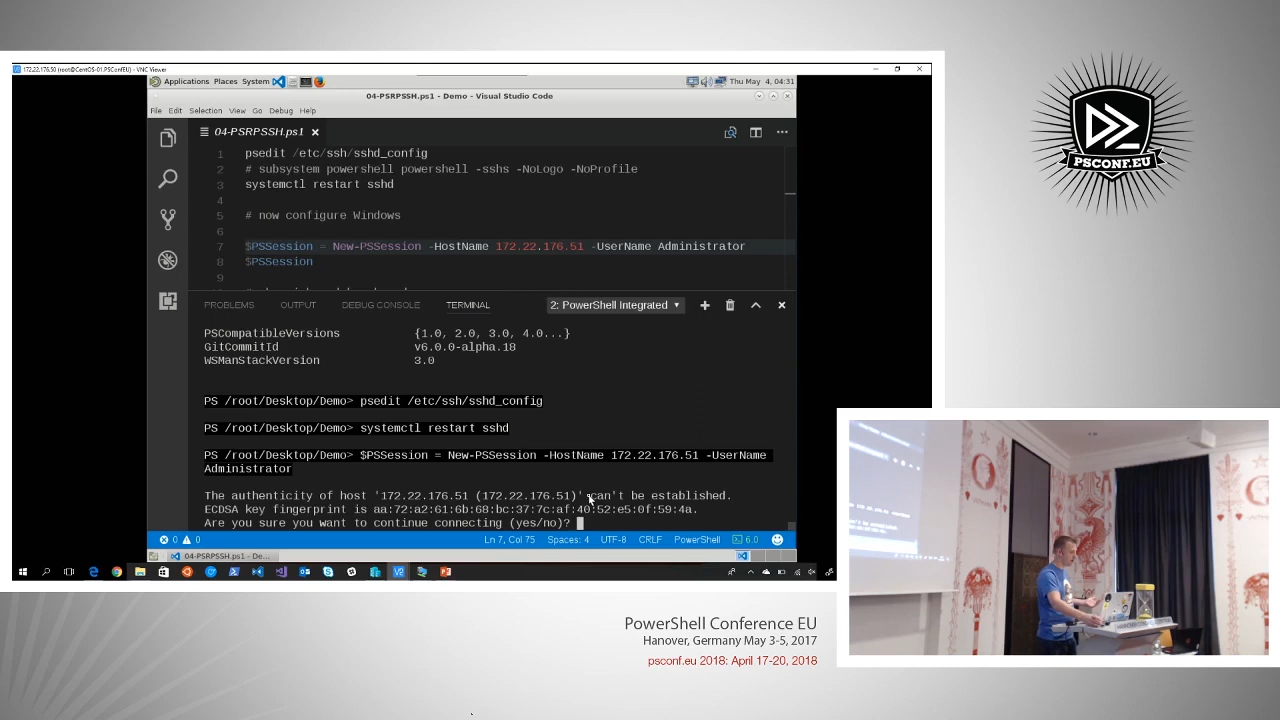 172.22.176.50 (root@CentOS-01.PSConfEU) - VNC Viewer
Applications Places System
Thu May 4, 04:31
04-PSRPSSH.ps1 - Demo - Visual Studio Code
File Edit Selection View Go Debug Help
04-PSRPSSH.ps1
1 psedit /etc/ssh/sshd_config
2 # subsystem powershell powershell -sshs -NoLogo -NoProfile
3 systemctl restart sshd
4
5 # now configure Windows
6
7 $PSSession = New-PSSession -HostName 172.22.176.51 -UserName Administrator
8 $PSSession
9
PROBLEMS OUTPUT DEBUG CONSOLE TERMINAL 2: PowerShell Integrated
PSCompatibleVersions {1.0, 2.0, 3.0, 4.0...}
GitCommitId v6.0.0-alpha.18
WSManStackVersion 3.0
PS /root/Desktop/Demo> psedit /etc/ssh/sshd_config
PS /root/Desktop/Demo> systemctl restart sshd
PS /root/Desktop/Demo> $PSSession = New-PSSession -HostName 172.22.176.51 -UserName
Administrator
The authenticity of host '172.22.176.51 (172.22.176.51)' can't be established.
ECDSA key fingerprint is aa:72:a2:61:6b:68:bc:37:7c:af:40:52:e5:0f:59:4a.
Are you sure you want to continue connecting (yes/no)?
0 0 Ln 7, Col 75 Spaces: 4 UTF-8 CRLF PowerShell 6.0
04-PSRPSSH.ps1 - De...
PSCONF.EU
PowerShell Conference EU
Hanover, Germany May 3-5, 2017
psconf.eu 2018: April 17-20, 2018